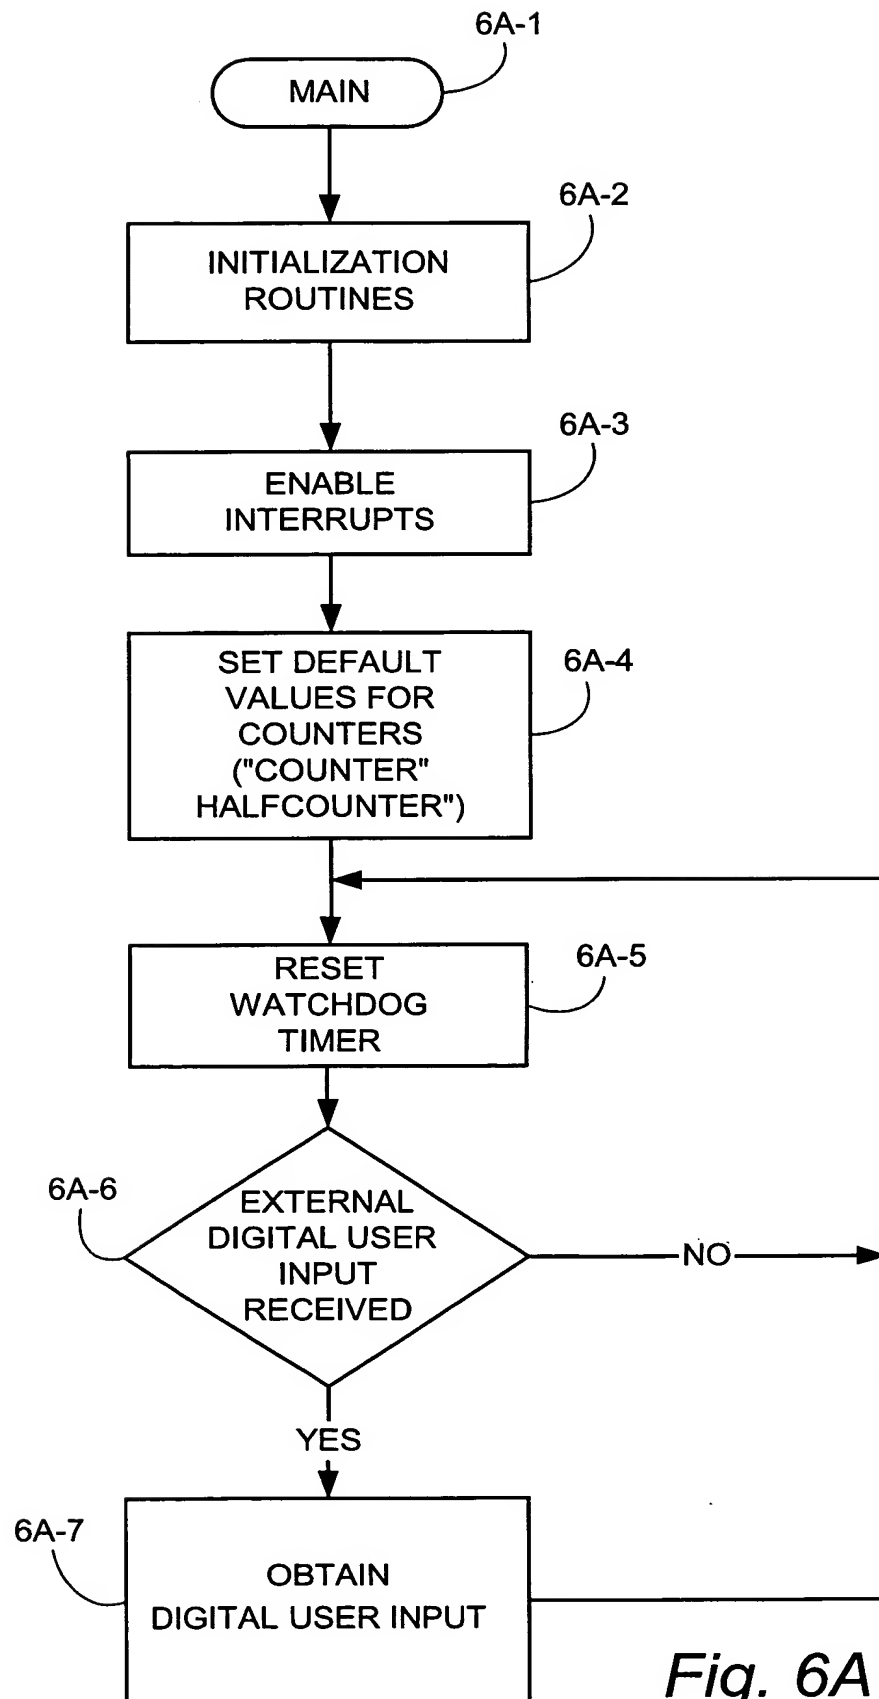 6A-1
MAIN
6A-2
INITIALIZATION
ROUTINES
6A-3
ENABLE
INTERRUPTS
6A-4
SET DEFAULT
VALUES FOR
COUNTERS
("COUNTER"
HALFCOUNTER")
6A-5
RESET
WATCHDOG
TIMER
6A-6
EXTERNAL
DIGITAL USER
INPUT
RECEIVED
NO
YES
6A-7
OBTAIN
DIGITAL USER INPUT
Fig. 6A